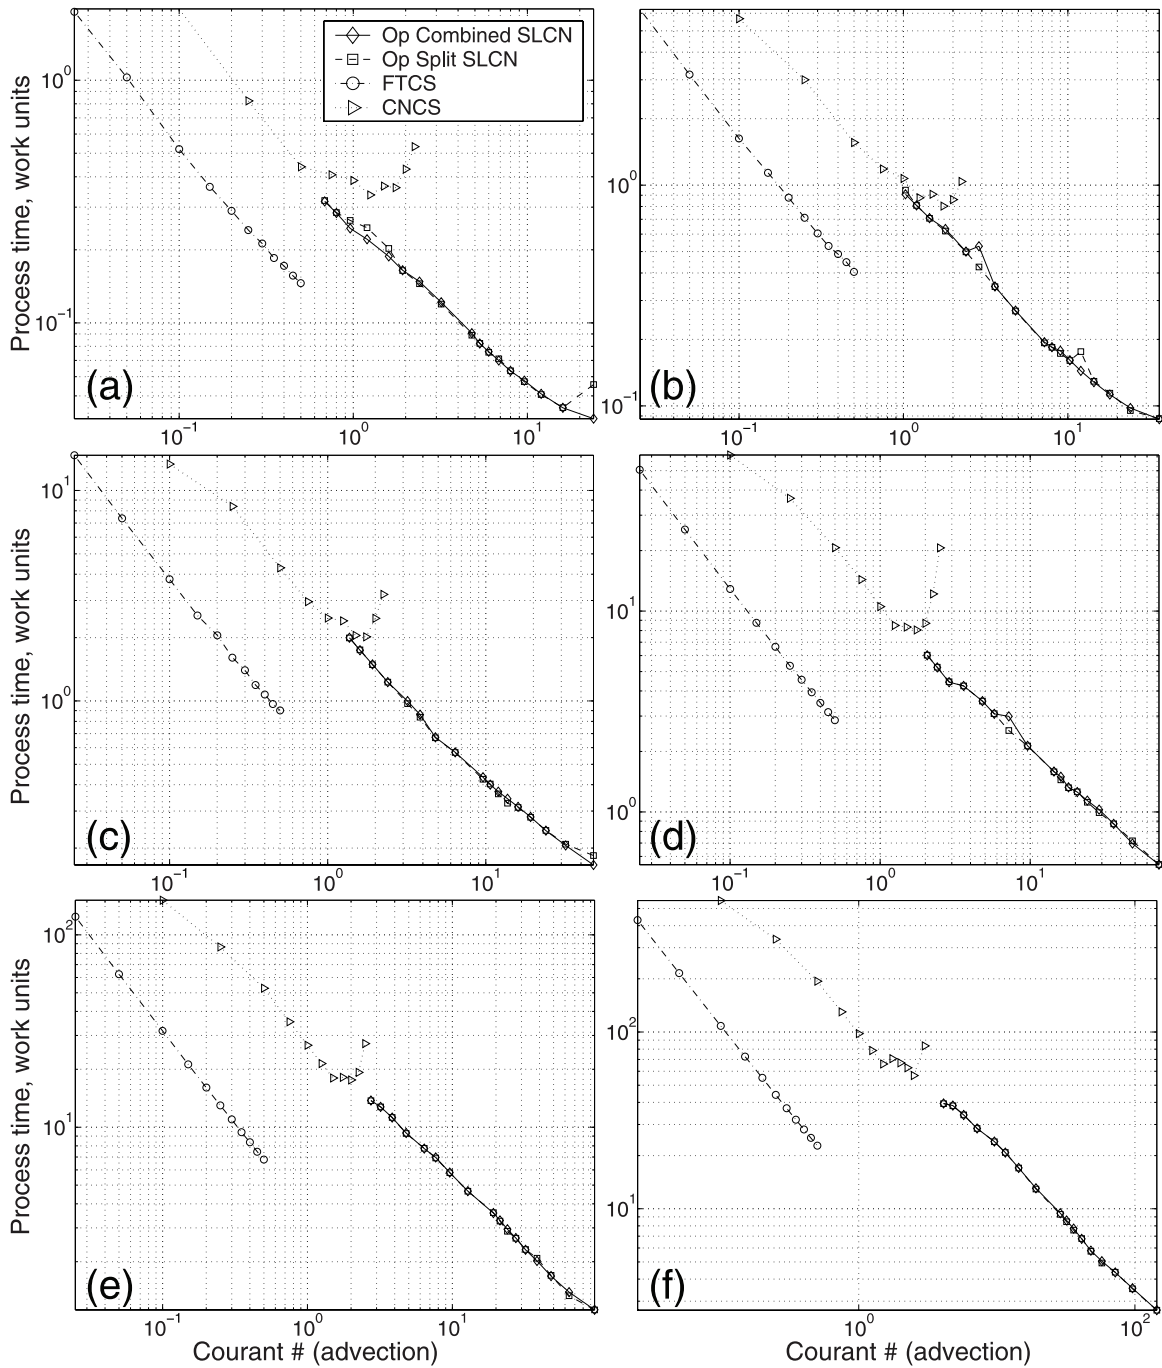 Op Combined SLCN
Op Split SLCN
FTCS
CNCS
Process time, work units
10^0
10^-1
(a)
10^-1 10^0 10^1
10^0
10^-1
(b)
10^-1 10^0 10^1
Process time, work units
10^1
10^0
(c)
10^-1 10^0 10^1
10^1
10^0
(d)
10^-1 10^0 10^1
Process time, work units
10^2
10^1
(e)
10^-1 10^0 10^1
Courant # (advection)
10^2
10^1
(f)
10^0 10^2
Courant # (advection)